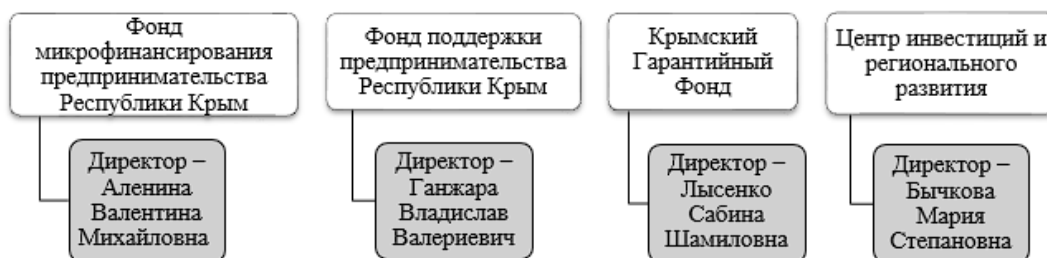 Фонд
микрофинансирования
предпринимательства
Республики Крым
Директор –
Аленина
Валентина
Михайловна
Фонд поддержки
предпринимательства
Республики Крым
Директор –
Ганжара
Владислав
Валериевич
Крымский
Гарантийный
Фонд
Директор –
Лысенко
Сабина
Шамиловна
Центр инвестиций и
регионального
развития
Директор –
Бычкова
Мария
Степановна